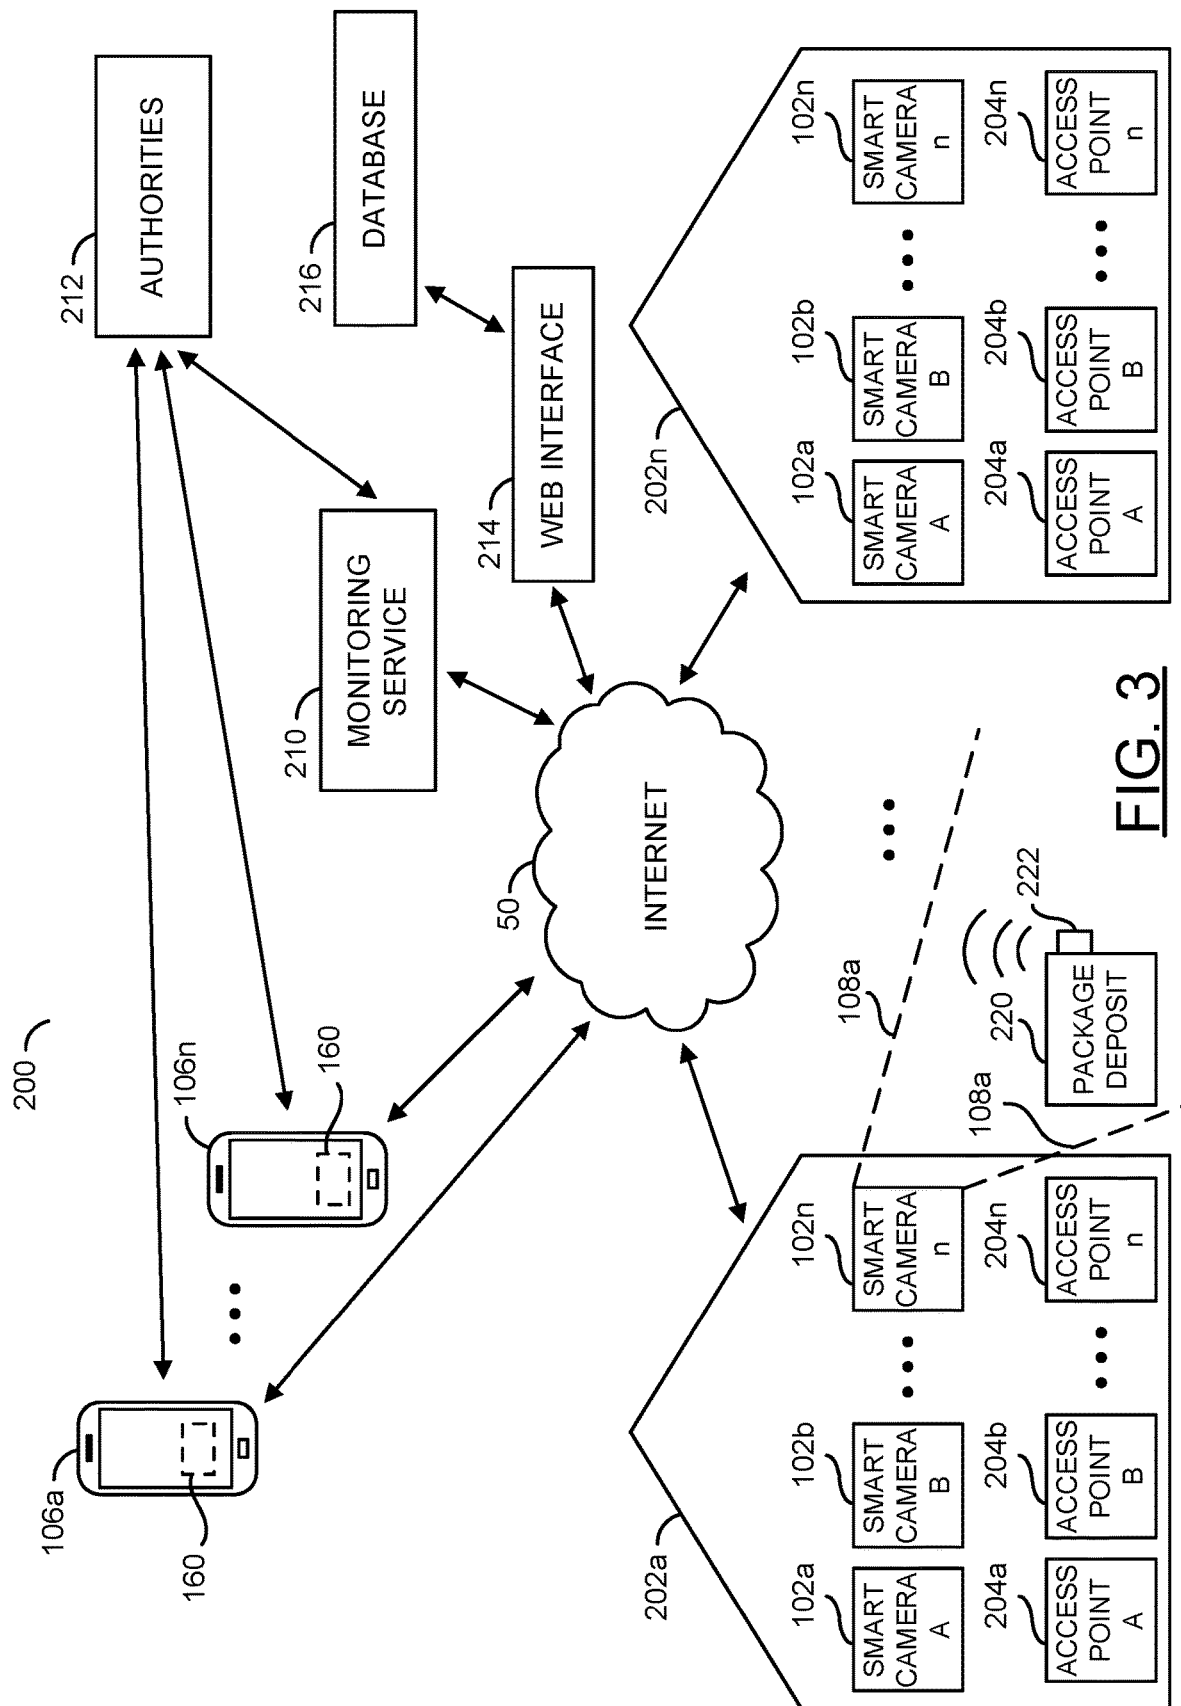 200
106a
160
106n
160
212
AUTHORITIES
210
MONITORING
SERVICE
216
DATABASE
214
WEB INTERFACE
50
INTERNET
202a
102a
SMART
CAMERA
A
102b
SMART
CAMERA
B
102n
SMART
CAMERA
n
204a
ACCESS
POINT
A
204b
ACCESS
POINT
B
204n
ACCESS
POINT
n
108a
108a
220
PACKAGE
DEPOSIT
222
202n
102a
SMART
CAMERA
A
102b
SMART
CAMERA
B
102n
SMART
CAMERA
n
204a
ACCESS
POINT
A
204b
ACCESS
POINT
B
204n
ACCESS
POINT
n
FIG. 3